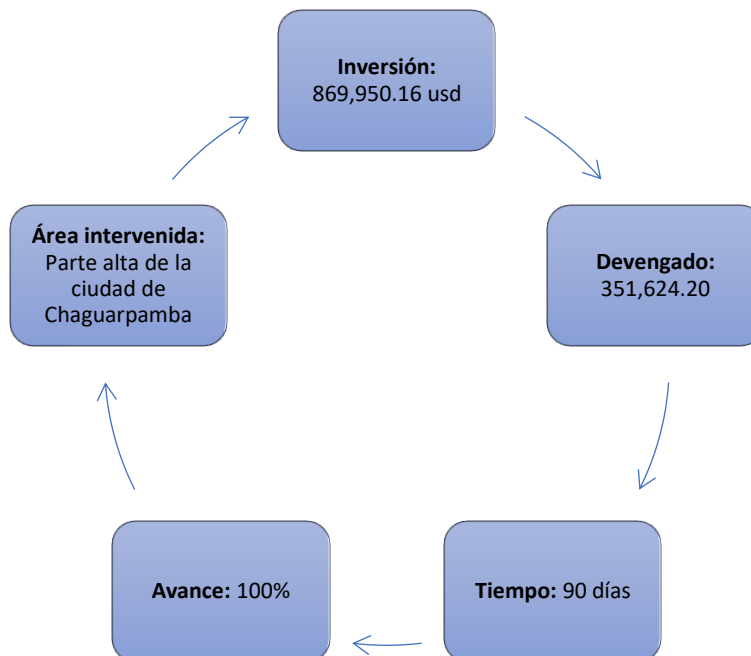 Inversión:
869,950.16 usd
Devengado:
351,624.20
Tiempo: 90 días
Avance: 100%
Área intervenida:
Parte alta de la
ciudad de
Chaguarpamba